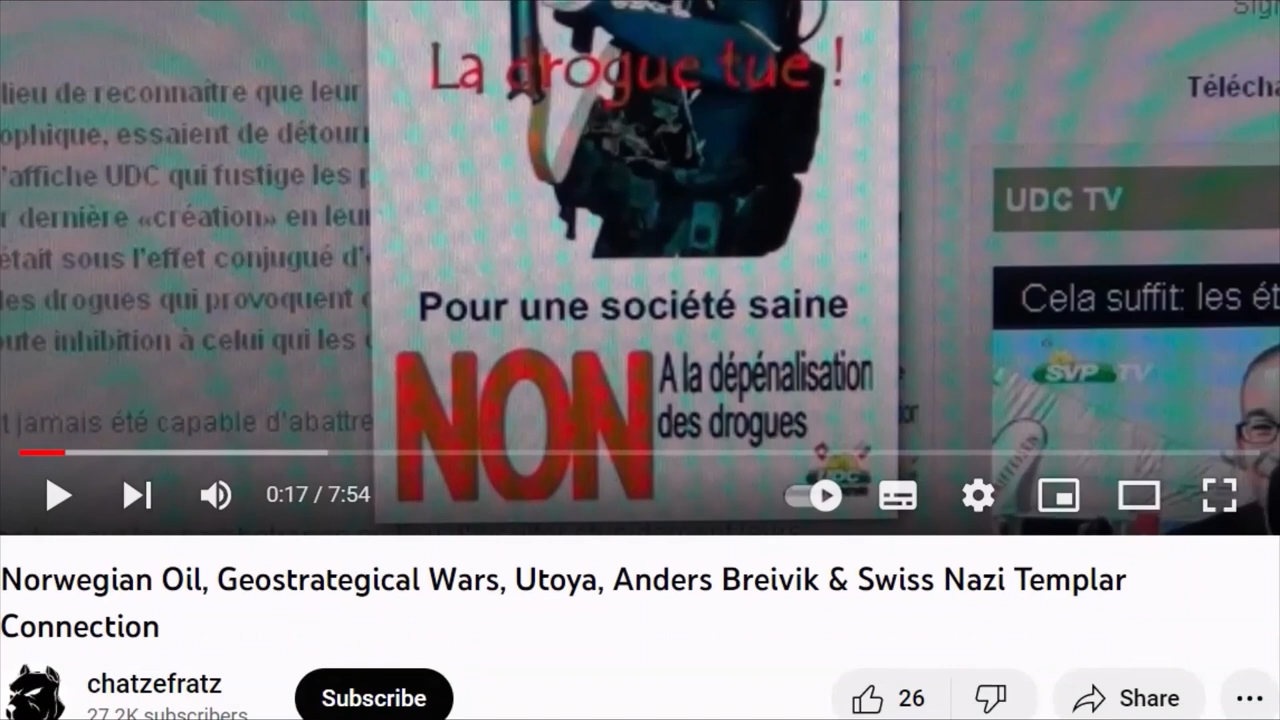 La drogue tue !
lieu de reconnaître que leur
Téléch
ophique, essaient de détour
'affiche UDC qui fustige les
r dernière «création» en leu
UDC TV
était sous l'effet conjugué d'
Cela suffit: les ét
Pour une société saine
les drogues qui provoquent
oute inhibition à celui qui les
NON
A la dépénalisation
des drogues
SVP TV
t jamais été capable d'abattre
0:17 / 7:54
Norwegian Oil, Geostrategical Wars, Utoya, Anders Breivik & Swiss Nazi Templar
Connection
chatzefratz
27.2K subscribers
Subscribe
26
Share